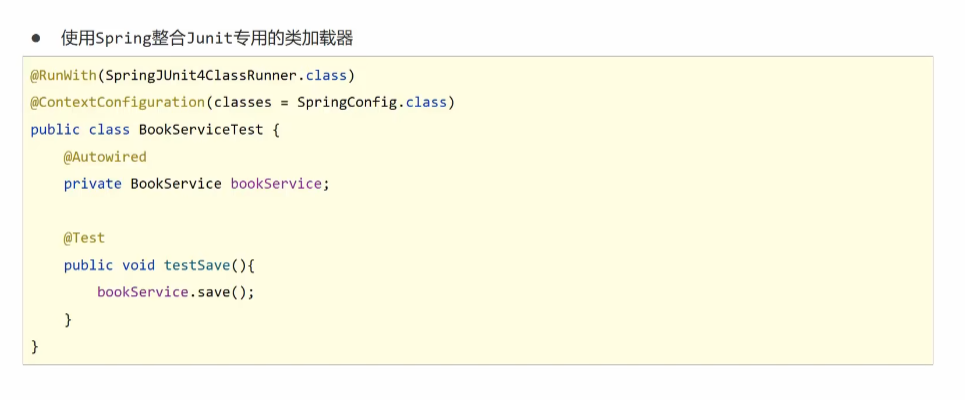 ● 使用Spring整合Junit专用的类加载器
@RunWith(SpringJUnit4ClassRunner.class)
@ContextConfiguration(classes = SpringConfig.class)
public class BookServiceTest {
    @Autowired
    private BookService bookService;

    @Test
    public void testSave(){
        bookService.save();
    }
}